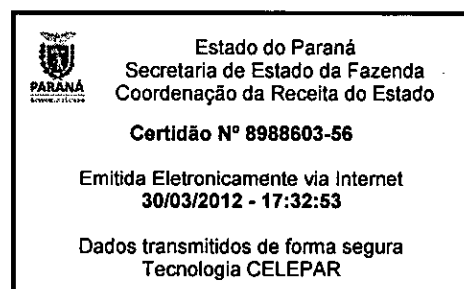 PARANÁ
Estado do Paraná
Secretaria de Estado da Fazenda
Coordenação da Receita do Estado
Certidão Nº 8988603-56
Emitida Eletronicamente via Internet
30/03/2012 - 17:32:53
Dados transmitidos de forma segura
Tecnologia CELEPAR